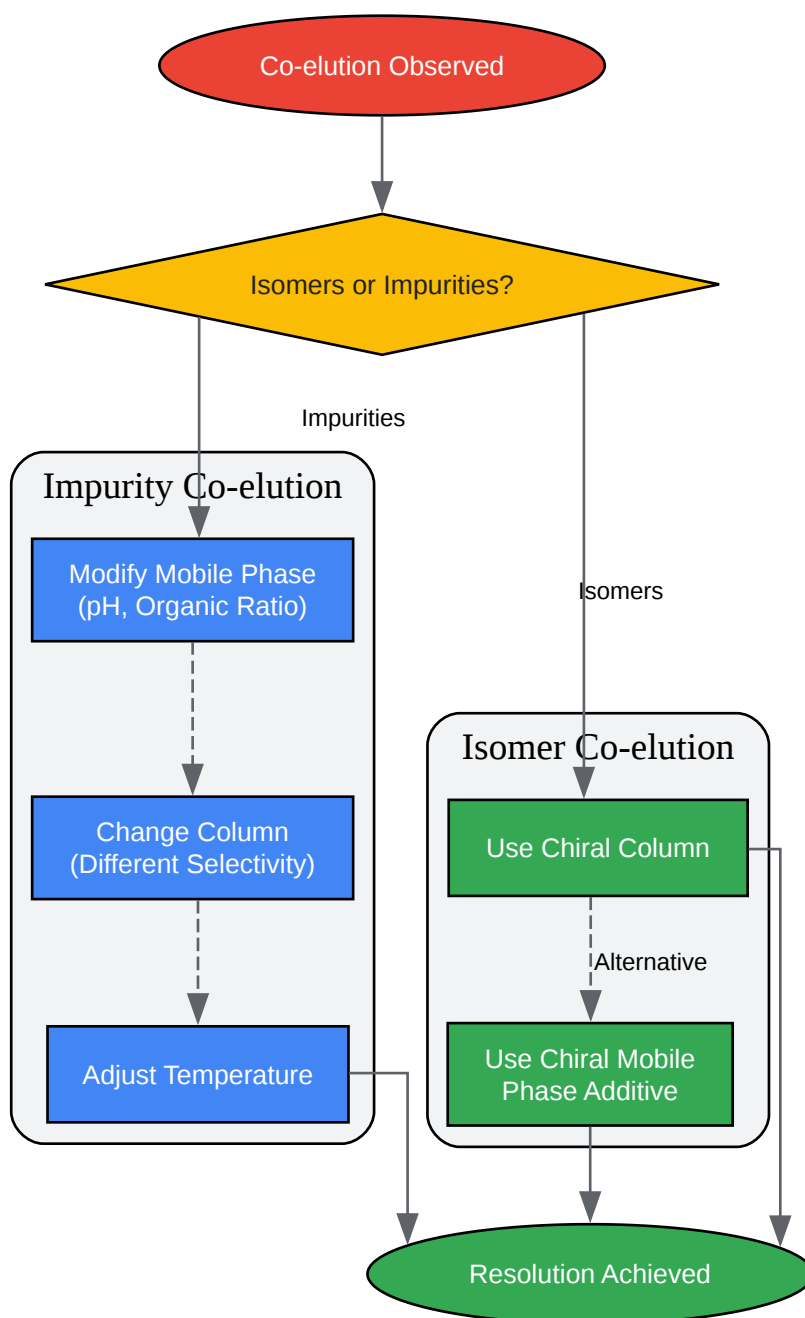 Co-elution Observed
Isomers or Impurities?
Impurities
Impurity Co-elution
Modify Mobile Phase
(pH, Organic Ratio)
Isomers
Isomer Co-elution
Change Column
(Different Selectivity)
Use Chiral Column
Alternative
Adjust Temperature
Use Chiral Mobile
Phase Additive
Resolution Achieved